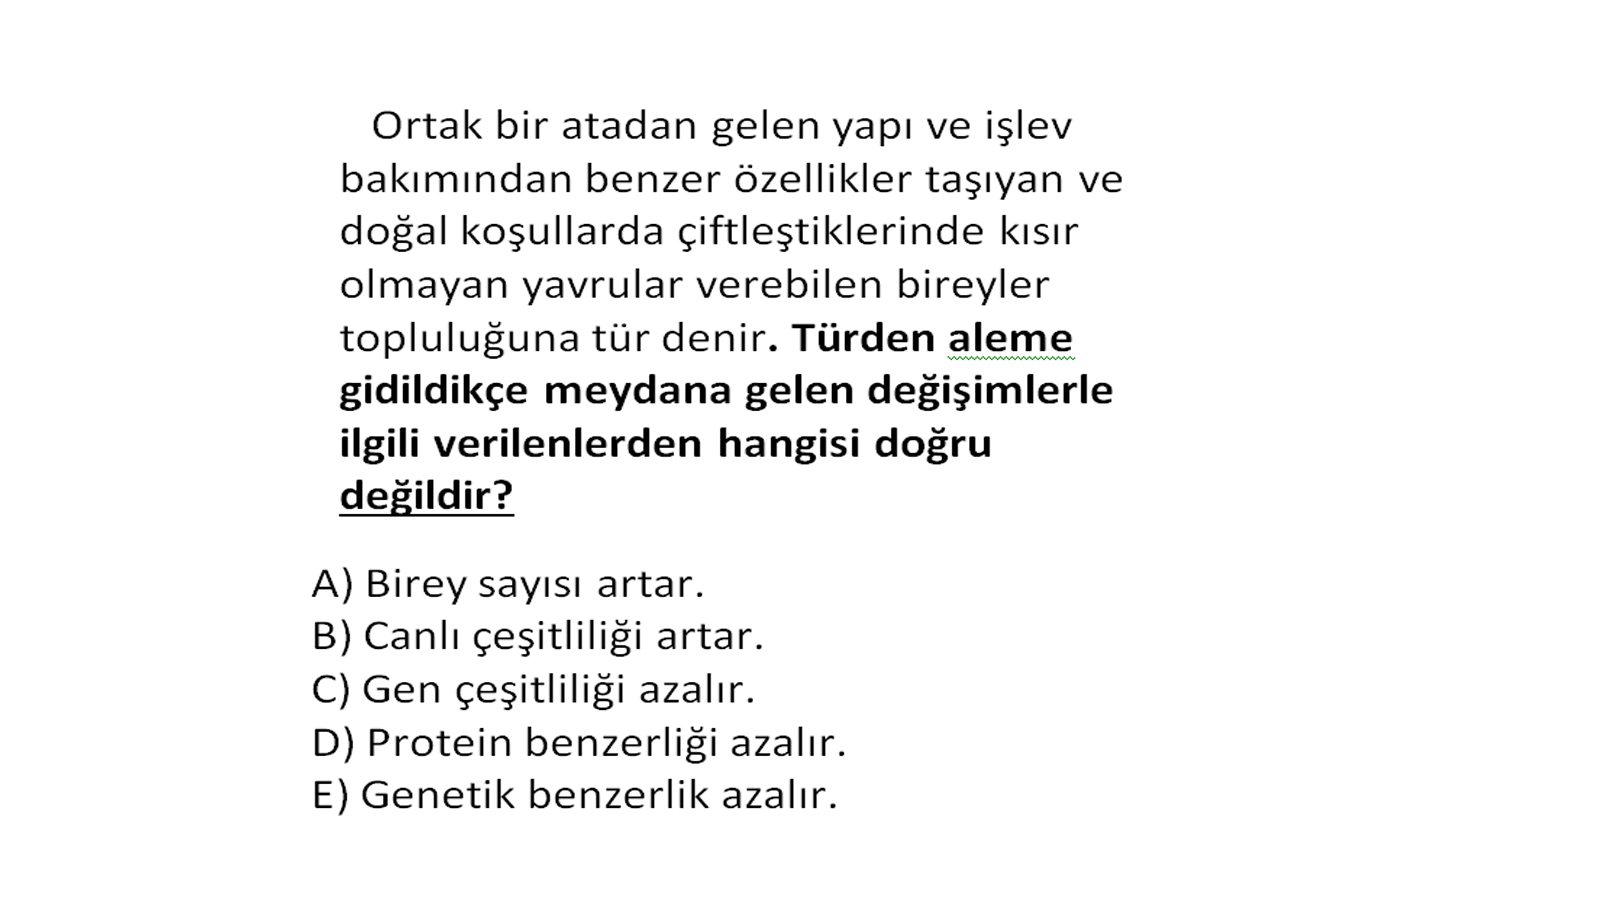 Ortak bir atadan gelen yapı ve işlev
bakımından benzer özellikler taşıyan ve
doğal koşullarda çiftleştiklerinde kısır
olmayan yavrular verebilen bireyler
topluluğuna tür denir. Türden aleme
gidildikçe meydana gelen değişimlerle
ilgili verilenlerden hangisi doğru
değildir?
A) Birey sayısı artar.
B) Canlı çeşitliliği artar.
C) Gen çeşitliliği azalır.
D) Protein benzerliği azalır.
E) Genetik benzerlik azalır.